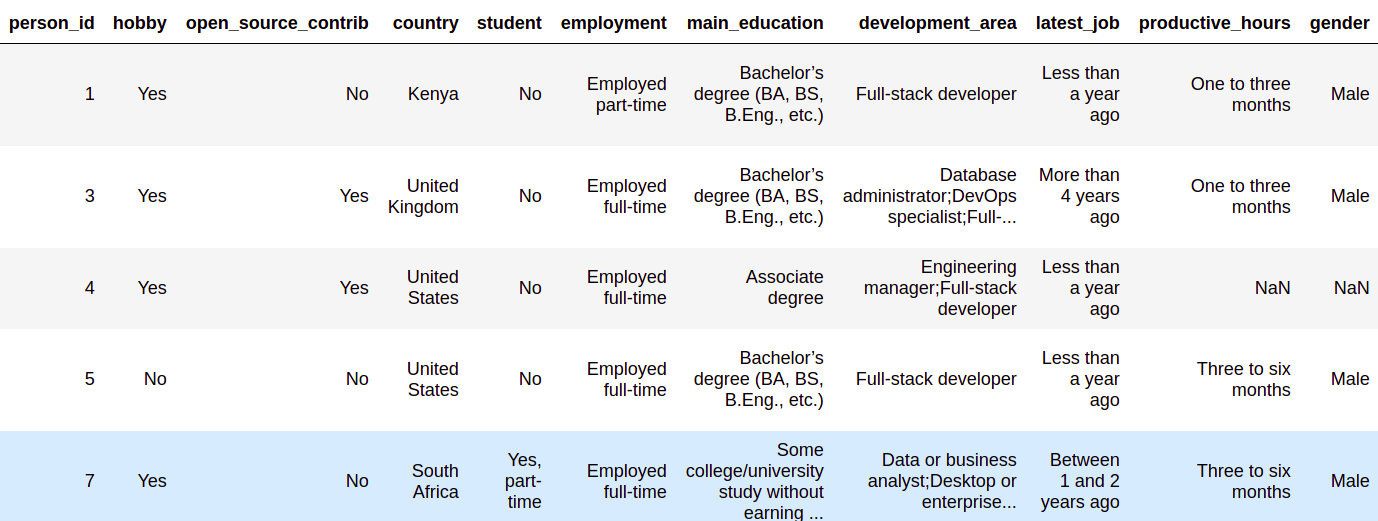 person_id hobby open_source_contrib country student employment main_education development_area latest_job productive_hours gender
1 Yes No Kenya No Employed part-time Bachelor’s degree (BA, BS, B.Eng., etc.) Full-stack developer Less than a year ago One to three months Male
3 Yes Yes United Kingdom No Employed full-time Bachelor’s degree (BA, BS, B.Eng., etc.) Database administrator;DevOps specialist;Full-... More than 4 years ago One to three months Male
4 Yes Yes United States No Employed full-time Associate degree Engineering manager;Full-stack developer Less than a year ago NaN NaN
5 No No United States No Employed full-time Bachelor’s degree (BA, BS, B.Eng., etc.) Full-stack developer Less than a year ago Three to six months Male
7 Yes No South Africa Yes, part-time Employed full-time Some college/university study without earning ... Data or business analyst;Desktop or enterprise... Between 1 and 2 years ago Three to six months Male